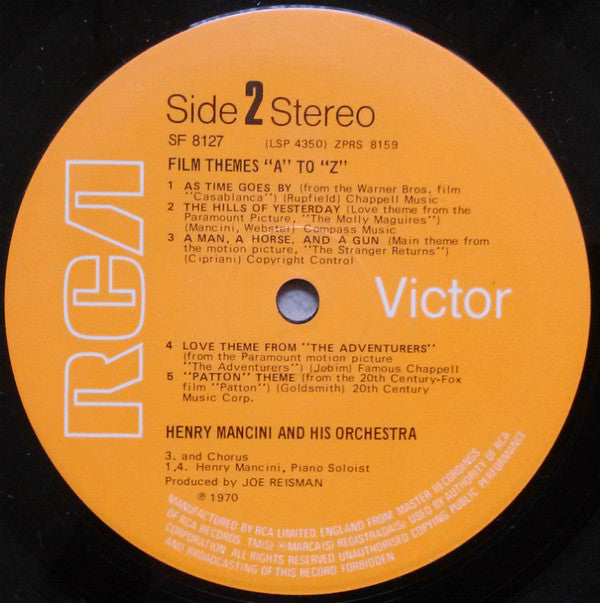 Side 2 Stereo
SF 8127 (LSP 4350) ZPRS 8159
FILM THEMES "A" TO "Z"
1 AS TIME GOES BY (from the Warner Bros. film
"Casablanca") (Rupfield) Chappell Music
2 THE HILLS OF YESTERDAY (Love theme from the
Paramount Picture, "The Molly Maguires")
(Mancini, Webster) Compass Music
3 A MAN, A HORSE, AND A GUN (Main theme from
the motion picture, "The Stranger Returns")
(Cipriani) Copyright Control
RCA
Victor
4 LOVE THEME FROM "THE ADVENTURERS"
(from the Paramount motion picture
"The Adventurers") (Jobim) Famous Chappell
5 "PATTON" THEME (from the 20th Century-Fox
film "Patton") (Goldsmith) 20th Century
Music Corp.
HENRY MANCINI AND HIS ORCHESTRA
3. and Chorus
1,4. Henry Mancini, Piano Soloist
Produced by JOE REISMAN
℗ 1970
MANUFACTURED BY RCA LIMITED, ENGLAND FROM MASTER RECORDINGS
OF RCA RECORDS TM(S) ® MARCA(S) REGISTRADA(S) USED BY AUTHORITY OF RCA
CORPORATION ALL RIGHTS RESERVED UNAUTHORISED COPYING PUBLIC PERFORMANCE
AND BROADCASTING OF THIS RECORD FORBIDDEN